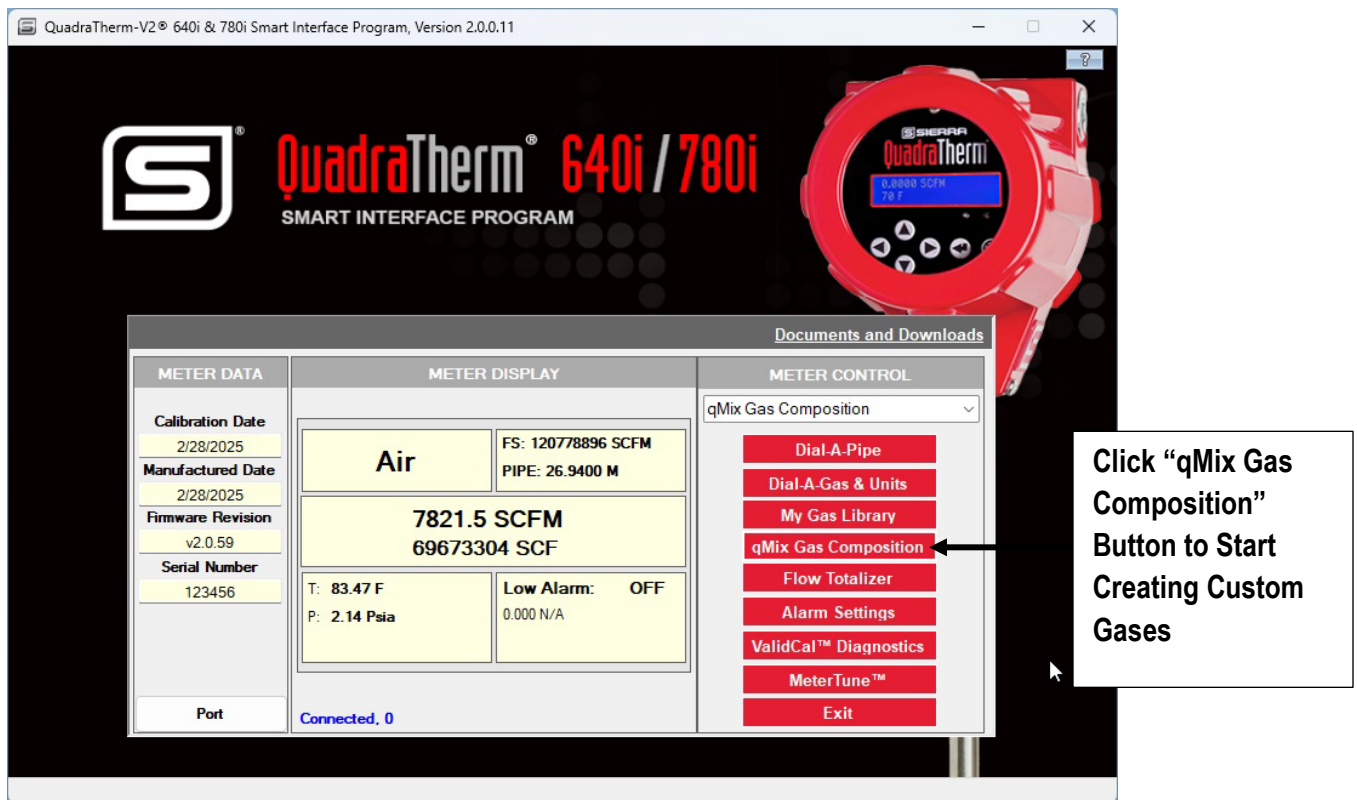 QuadraTherm-V2® 640i & 780i Smart Interface Program, Version 2.0.0.11
?
S®
QuadraTherm® 640i / 780i
SMART INTERFACE PROGRAM
SIERRA
QuadraTherm
0.0000 SCFM
70 F
Documents and Downloads
METER DATA
METER DISPLAY
METER CONTROL
Calibration Date
2/28/2025
Manufactured Date
2/28/2025
Firmware Revision
v2.0.59
Serial Number
123456
Port
Air
FS: 120778896 SCFM
PIPE: 26.9400 M
7821.5 SCFM
69673304 SCF
T: 83.47 F
P: 2.14 Psia
Low Alarm: OFF
0.000 N/A
Connected, 0
qMix Gas Composition
Dial-A-Pipe
Dial-A-Gas & Units
My Gas Library
qMix Gas Composition
Flow Totalizer
Alarm Settings
ValidCal™ Diagnostics
MeterTune™
Exit
Click “qMix Gas
Composition”
Button to Start
Creating Custom
Gases